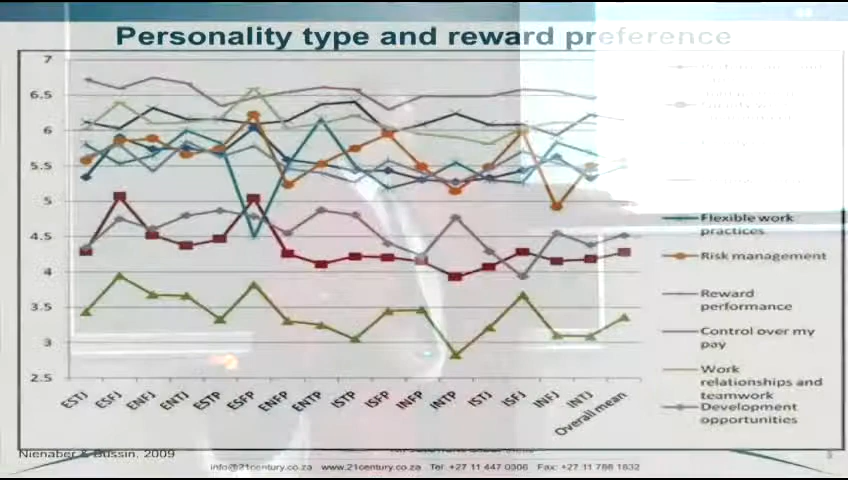 Personality type and reward preference
7
6.5
6
5.5
5
4.5
4
3.5
3
2.5
ESTJ
ESFJ
ENFJ
ENTJ
ESTP
ESFP
ENFP
ENTP
ISTP
ISFP
INFP
INTP
ISTJ
ISFJ
INFJ
INTJ
Overall mean
Flexible work
practices
Risk management
Reward
performance
Control over my
pay
Work
relationships and
teamwork
Development
opportunities
Nienaber & Bussin, 2009
info@21century.co.za www.21century.co.za Tel: +27 11 447 0306 Fax: +27 11 788 1832